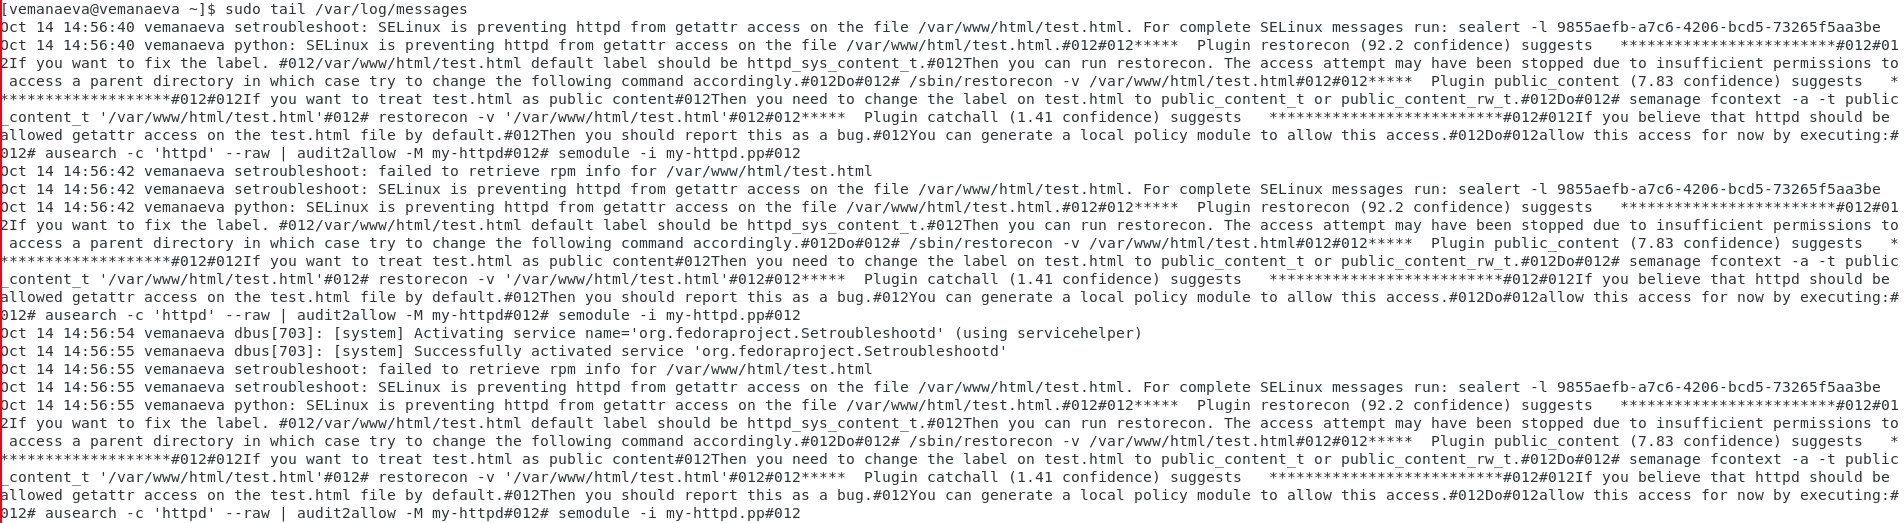 [vemanaeva@vemanaeva ~]$ sudo tail /var/log/messages
Oct 14 14:56:40 vemanaeva setroubleshoot: SELinux is preventing httpd from getattr access on the file /var/www/html/test.html. For complete SELinux messages run: sealert -l 9855aefb-a7c6-4206-bcd5-73265f5aa3be
Oct 14 14:56:40 vemanaeva python: SELinux is preventing httpd from getattr access on the file /var/www/html/test.html.#012#012*****  Plugin restorecon (92.2 confidence) suggests   ************************#012#01
2If you want to fix the label. #012/var/www/html/test.html default label should be httpd_sys_content_t.#012Then you can run restorecon. The access attempt may have been stopped due to insufficient permissions to
 access a parent directory in which case try to change the following command accordingly.#012Do#012# /sbin/restorecon -v /var/www/html/test.html#012#012*****  Plugin public_content (7.83 confidence) suggests   *
*******************#012#012If you want to treat test.html as public content#012Then you need to change the label on test.html to public_content_t or public_content_rw_t.#012Do#012# semanage fcontext -a -t public
_content_t '/var/www/html/test.html'#012# restorecon -v '/var/www/html/test.html'#012#012*****  Plugin catchall (1.41 confidence) suggests   **************************#012#012If you believe that httpd should be
allowed getattr access on the test.html file by default.#012Then you should report this as a bug.#012You can generate a local policy module to allow this access.#012Do#012allow this access for now by executing:#
012# ausearch -c 'httpd' --raw | audit2allow -M my-httpd#012# semodule -i my-httpd.pp#012
Oct 14 14:56:42 vemanaeva setroubleshoot: failed to retrieve rpm info for /var/www/html/test.html
Oct 14 14:56:42 vemanaeva setroubleshoot: SELinux is preventing httpd from getattr access on the file /var/www/html/test.html. For complete SELinux messages run: sealert -l 9855aefb-a7c6-4206-bcd5-73265f5aa3be
Oct 14 14:56:42 vemanaeva python: SELinux is preventing httpd from getattr access on the file /var/www/html/test.html.#012#012*****  Plugin restorecon (92.2 confidence) suggests   ************************#012#01
2If you want to fix the label. #012/var/www/html/test.html default label should be httpd_sys_content_t.#012Then you can run restorecon. The access attempt may have been stopped due to insufficient permissions to
 access a parent directory in which case try to change the following command accordingly.#012Do#012# /sbin/restorecon -v /var/www/html/test.html#012#012*****  Plugin public_content (7.83 confidence) suggests   *
*******************#012#012If you want to treat test.html as public content#012Then you need to change the label on test.html to public_content_t or public_content_rw_t.#012Do#012# semanage fcontext -a -t public
_content_t '/var/www/html/test.html'#012# restorecon -v '/var/www/html/test.html'#012#012*****  Plugin catchall (1.41 confidence) suggests   **************************#012#012If you believe that httpd should be
allowed getattr access on the test.html file by default.#012Then you should report this as a bug.#012You can generate a local policy module to allow this access.#012Do#012allow this access for now by executing:#
012# ausearch -c 'httpd' --raw | audit2allow -M my-httpd#012# semodule -i my-httpd.pp#012
Oct 14 14:56:54 vemanaeva dbus[703]: [system] Activating service name='org.fedoraproject.Setroubleshootd' (using servicehelper)
Oct 14 14:56:55 vemanaeva dbus[703]: [system] Successfully activated service 'org.fedoraproject.Setroubleshootd'
Oct 14 14:56:55 vemanaeva setroubleshoot: failed to retrieve rpm info for /var/www/html/test.html
Oct 14 14:56:55 vemanaeva setroubleshoot: SELinux is preventing httpd from getattr access on the file /var/www/html/test.html. For complete SELinux messages run: sealert -l 9855aefb-a7c6-4206-bcd5-73265f5aa3be
Oct 14 14:56:55 vemanaeva python: SELinux is preventing httpd from getattr access on the file /var/www/html/test.html.#012#012*****  Plugin restorecon (92.2 confidence) suggests   ************************#012#01
2If you want to fix the label. #012/var/www/html/test.html default label should be httpd_sys_content_t.#012Then you can run restorecon. The access attempt may have been stopped due to insufficient permissions to
 access a parent directory in which case try to change the following command accordingly.#012Do#012# /sbin/restorecon -v /var/www/html/test.html#012#012*****  Plugin public_content (7.83 confidence) suggests   *
*******************#012#012If you want to treat test.html as public content#012Then you need to change the label on test.html to public_content_t or public_content_rw_t.#012Do#012# semanage fcontext -a -t public
_content_t '/var/www/html/test.html'#012# restorecon -v '/var/www/html/test.html'#012#012*****  Plugin catchall (1.41 confidence) suggests   **************************#012#012If you believe that httpd should be
allowed getattr access on the test.html file by default.#012Then you should report this as a bug.#012You can generate a local policy module to allow this access.#012Do#012allow this access for now by executing:#
012# ausearch -c 'httpd' --raw | audit2allow -M my-httpd#012# semodule -i my-httpd.pp#012